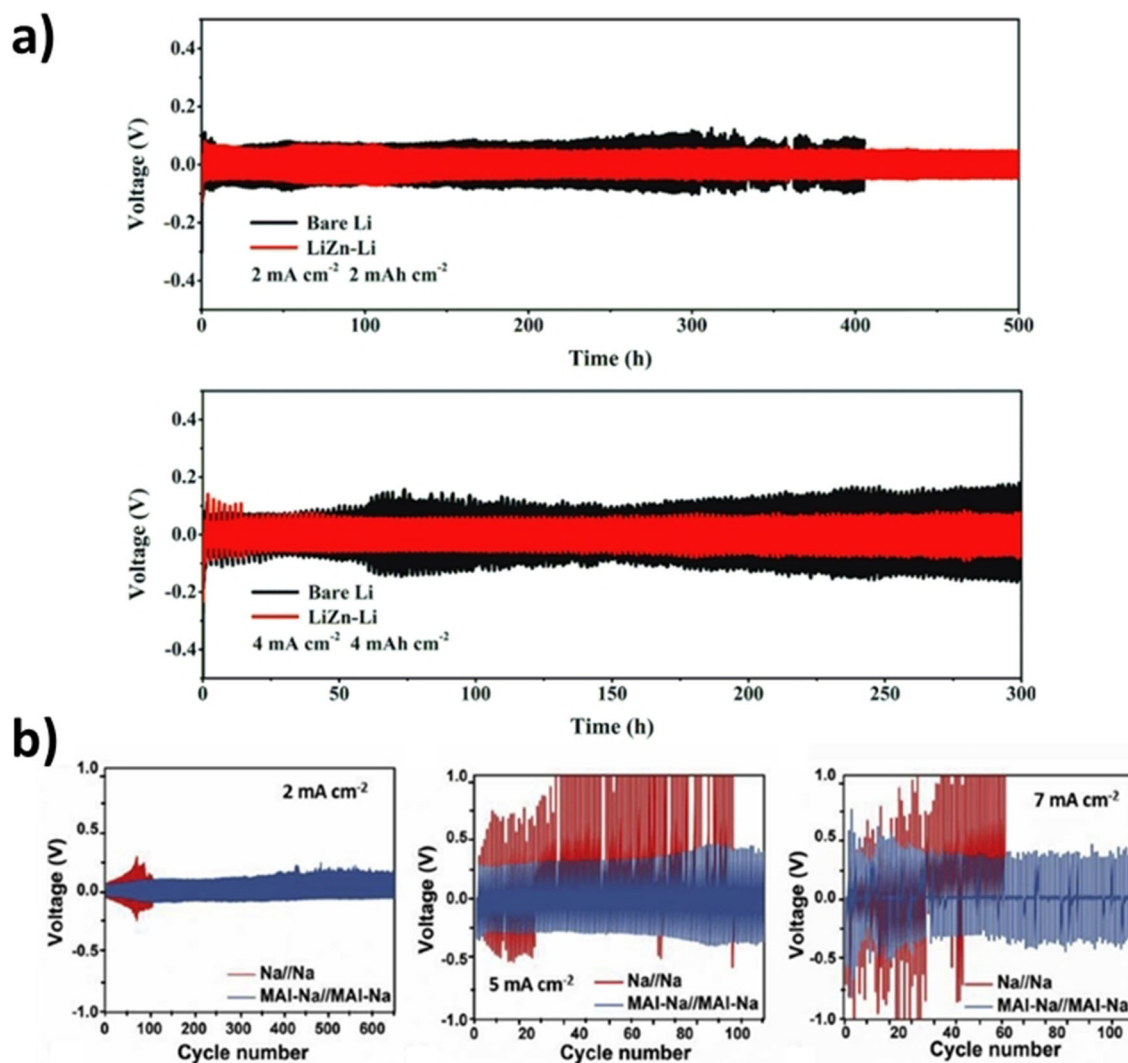 a)
0.4
0.2
0.0
-0.2
-0.4
Voltage (V)
Bare Li
LiZn-Li
2 mA cm⁻² 2 mAh cm⁻²
0 100 200 300 400 500
Time (h)
0.4
0.2
0.0
-0.2
-0.4
Voltage (V)
Bare Li
LiZn-Li
4 mA cm⁻² 4 mAh cm⁻²
0 50 100 150 200 250 300
Time (h)
b)
1.0
0.5
0.0
-0.5
-1.0
Voltage (V)
2 mA cm⁻²
Na//Na
MAI-Na//MAI-Na
0 100 200 300 400 500 600
Cycle number
1.0
0.5
0.0
-0.5
-1.0
Voltage (V)
5 mA cm⁻²
Na//Na
MAI-Na//MAI-Na
0 20 40 60 80 100
Cycle number
1.0
0.5
0.0
-0.5
-1.0
Voltage (V)
7 mA cm⁻²
Na//Na
MAI-Na//MAI-Na
0 20 40 60 80 100
Cycle number